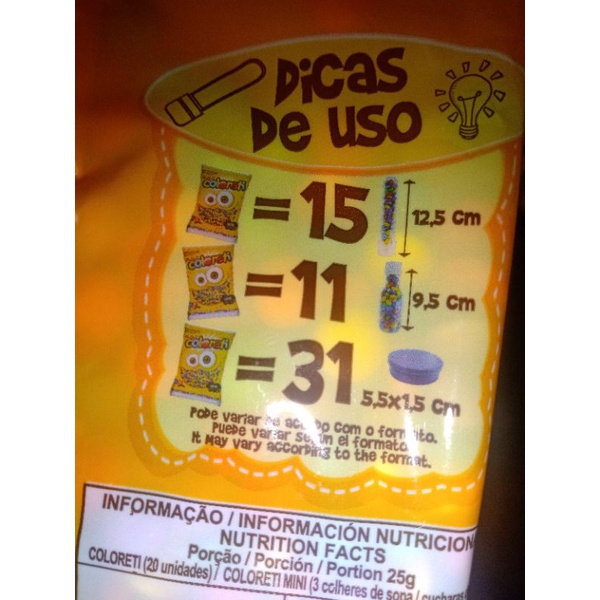 Dicas
De uso
coloreti
= 15
12,5 cm
coloreti
= 11
9,5 cm
coloreti
= 31
5,5x1,5 cm
Pode variar de acordo com o formato.
Puede variar según el formato.
It May vary according to the format.
INFORMAÇÃO / INFORMACIÓN NUTRICION
NUTRITION FACTS
Porção / Porción / Portion 25g
COLORETI (20 unidades) / COLORETI MINI (3 colheres de sopa / cucharas